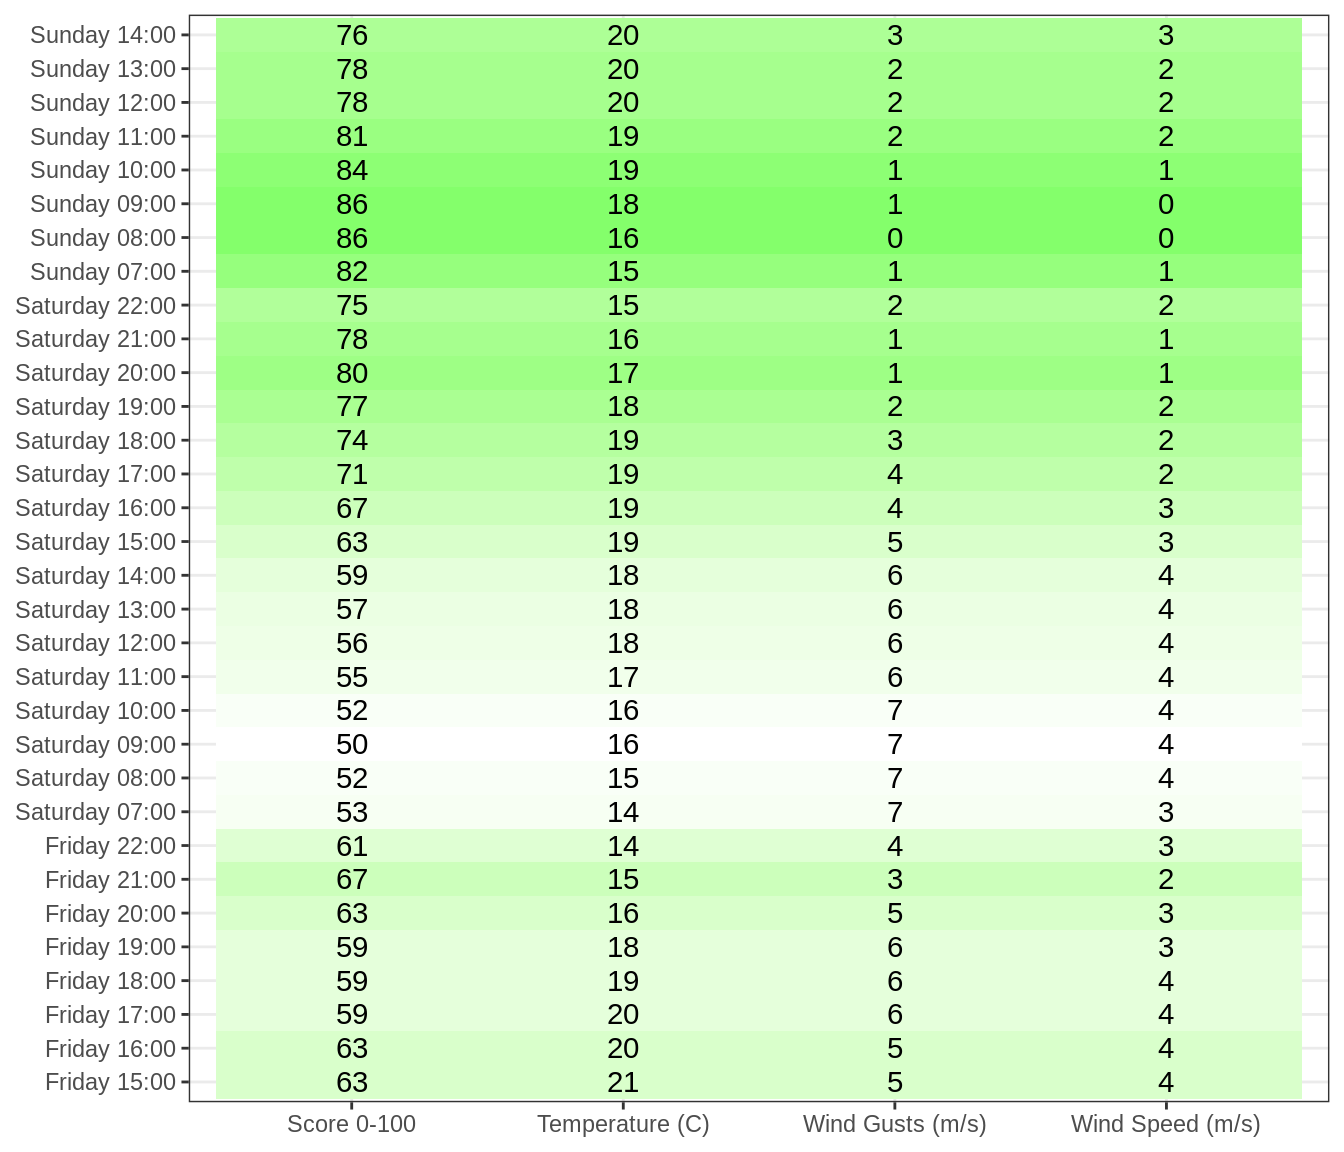 Sunday 14:00 76 20 3 3
Sunday 13:00 78 20 2 2
Sunday 12:00 78 20 2 2
Sunday 11:00 81 19 2 2
Sunday 10:00 84 19 1 1
Sunday 09:00 86 18 1 0
Sunday 08:00 86 16 0 0
Sunday 07:00 82 15 1 1
Saturday 22:00 75 15 2 2
Saturday 21:00 78 16 1 1
Saturday 20:00 80 17 1 1
Saturday 19:00 77 18 2 2
Saturday 18:00 74 19 3 2
Saturday 17:00 71 19 4 2
Saturday 16:00 67 19 4 3
Saturday 15:00 63 19 5 3
Saturday 14:00 59 18 6 4
Saturday 13:00 57 18 6 4
Saturday 12:00 56 18 6 4
Saturday 11:00 55 17 6 4
Saturday 10:00 52 16 7 4
Saturday 09:00 50 16 7 4
Saturday 08:00 52 15 7 4
Saturday 07:00 53 14 7 3
Friday 22:00 61 14 4 3
Friday 21:00 67 15 3 2
Friday 20:00 63 16 5 3
Friday 19:00 59 18 6 3
Friday 18:00 59 19 6 4
Friday 17:00 59 20 6 4
Friday 16:00 63 20 5 4
Friday 15:00 63 21 5 4
Score 0-100 Temperature (C) Wind Gusts (m/s) Wind Speed (m/s)